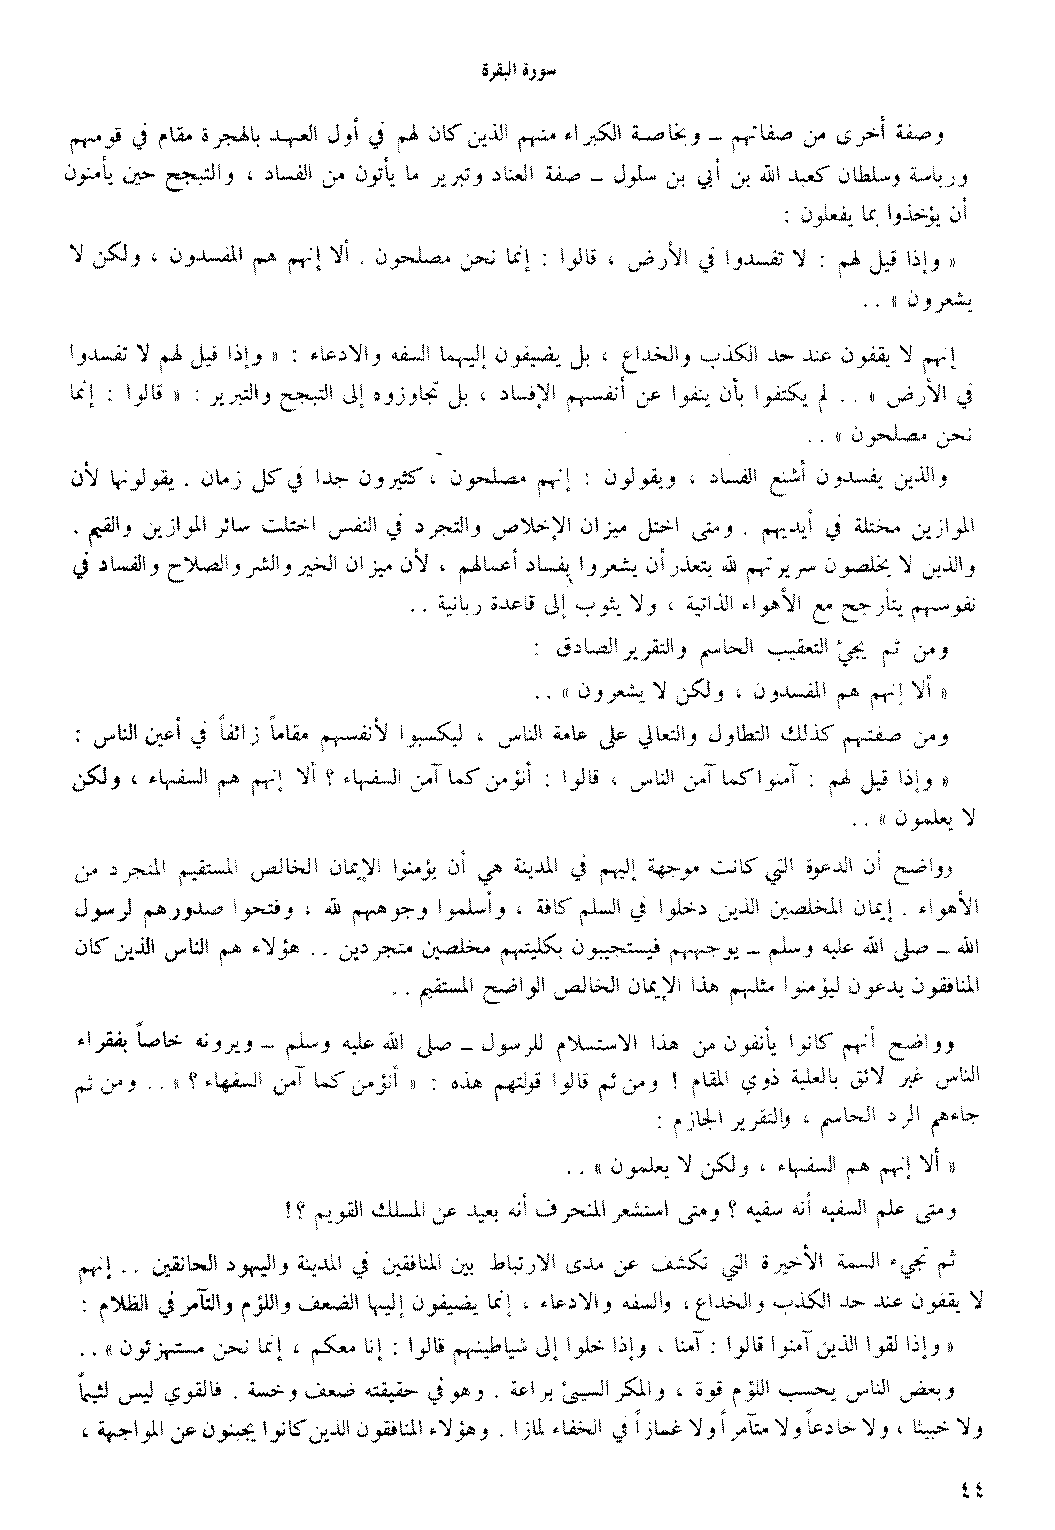 سورة البقرة
وصفة أخرى من صفاتهم – وبخاصة الكبراء منهم الذين كان لهم في أول العهد بالهجرة مقام في قومهم
ورياسة وسلطان كعبد الله بن أبي بن سلول – صفة العناد وتبرير ما يأتون من الفساد ، والتبجح حين يأمنون
أن يؤخذوا بما يفعلون :
« وإذا قيل لهم : لا تفسدوا في الأرض ، قالوا : إنما نحن مصلحون . ألا إنهم هم المفسدون ، ولكن لا
يشعرون » . .
إنهم لا يقفون عند حد الكذب والخداع ، بل يضيفون إليهما السفه والادعاء : « وإذا قيل لهم لا تفسدوا
في الأرض » . . لم يكتفوا بأن ينفوا عن أنفسهم الإفساد ، بل تجاوزوه إلى التبجح والتبرير : « قالوا : إنما
نحن مصلحون » . .
والذين يفسدون أشنع الفساد ، ويقولون : إنهم مصلحون ، كثيرون جدا في كل زمان . يقولونها لأن
الموازين مختلة في أيديهم . ومتى اختل ميزان الإخلاص والتجرد في النفس اختلت سائر الموازين والقيم .
والذين لا يخلصون سريرتهم لله يتعذر أن يشعروا بفساد أعمالهم ، لأن ميزان الخير والشر والصلاح والفساد في
نفوسهم يتأرجح مع الأهواء الذاتية ، ولا يثوب إلى قاعدة ربانية . .
ومن ثم يجئ التعقيب الحاسم والتقرير الصادق :
« ألا إنهم هم المفسدون ، ولكن لا يشعرون » . .
ومن صفتهم كذلك التطاول والتعالي على عامة الناس ، ليكسبوا لأنفسهم مقاماً زائفاً في أعين الناس :
« وإذا قيل لهم : آمنوا كما آمن الناس ، قالوا : أنؤمن كما آمن السفهاء ؟ ألا إنهم هم السفهاء ، ولكن
لا يعلمون » . .
وواضح أن الدعوة التي كانت موجهة إليهم في المدينة هي أن يؤمنوا الإيمان الخالص المستقيم المتجرد من
الأهواء . إيمان المخلصين الذين دخلوا في السلم كافة ، وأسلموا وجوههم لله ، وفتحوا صدورهم لرسول
الله – صلى الله عليه وسلم – يوجههم فيستجيبون بكليتهم مخلصين متجردين . . هؤلاء هم الناس الذين كان
المنافقون يدعون ليؤمنوا مثلهم هذا الإيمان الخالص الواضح المستقيم . .
وواضح أنهم كانوا يأنفون من هذا الاستسلام للرسول – صلى الله عليه وسلم – ويرونه خاصاً بفقراء
الناس غير لائق بالعلية ذوي المقام ! ومن ثم قالوا قولتهم هذه : « أنؤمن كما آمن السفهاء ؟ » . . ومن ثم
جاءهم الرد الحاسم ، والتقرير الجازم :
« ألا إنهم هم السفهاء ، ولكن لا يعلمون » . .
ومتى علم السفيه أنه سفيه ؟ ومتى استشعر المنحرف أنه بعيد عن المسلك القويم ؟!
ثم تجيء السمة الأخيرة التي تكشف عن مدى الارتباط بين المنافقين في المدينة واليهود الحانقين . . إنهم
لا يقفون عند حد الكذب والخداع، والسفه والادعاء ، إنما يضيفون إليها الضعف واللؤم والتآمر في الظلام :
« وإذا لقوا الذين آمنوا قالوا : آمنا ، وإذا خلوا إلى شياطينهم قالوا : إنا معكم ، إنما نحن مستهزئون » . .
وبعض الناس يحسب اللؤم قوة ، والمكر السيئ براعة . وهو في حقيقته ضعف وخسة . فالقوي ليس لئيماً
ولا خبيثا ، ولا خادعاً ولا متآمراً ولا غمازاً في الخفاء لمازا . وهؤلاء المنافقون الذين كانوا يجبنون عن المواجهة ،
٤٤